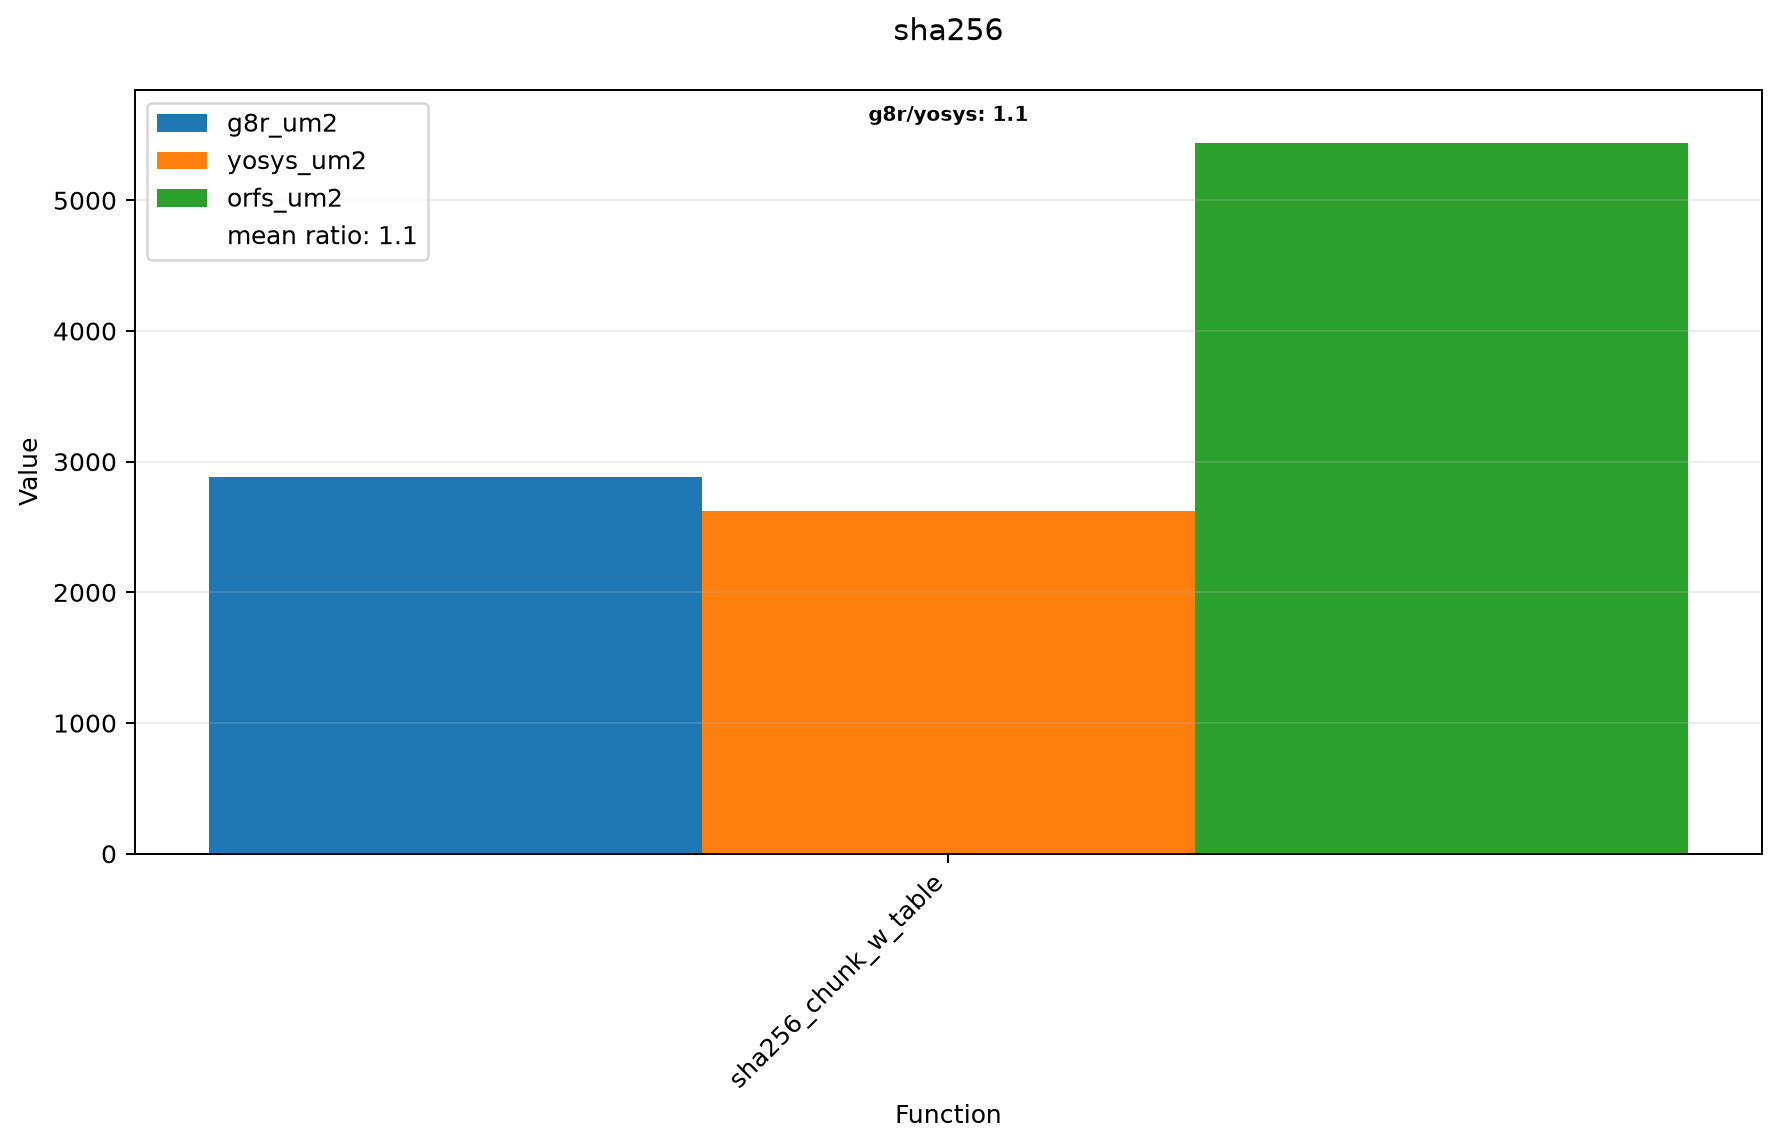 sha256
g8r_um2
yosys_um2
orfs_um2
mean ratio: 1.1
g8r/yosys: 1.1
Value
5000
4000
3000
2000
1000
0
sha256_chunk_w_table
Function